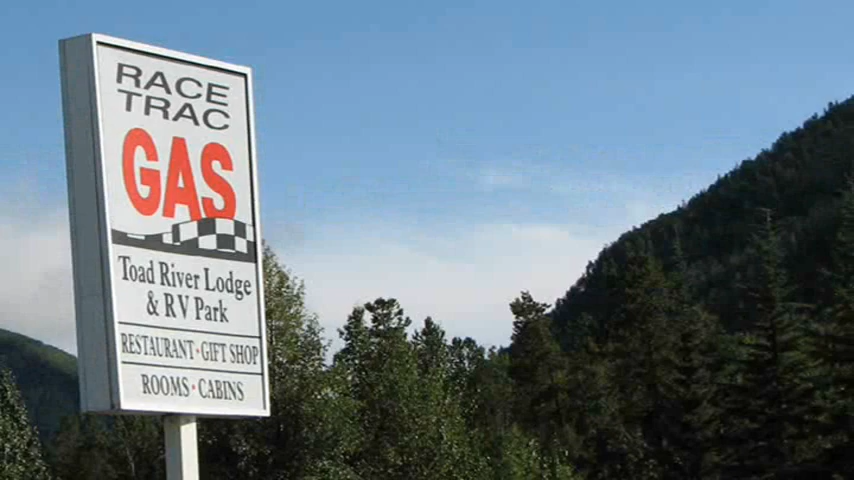 RACE
TRAC
GAS
Toad River Lodge
& RV Park
RESTAURANT · GIFT SHOP
ROOMS · CABINS